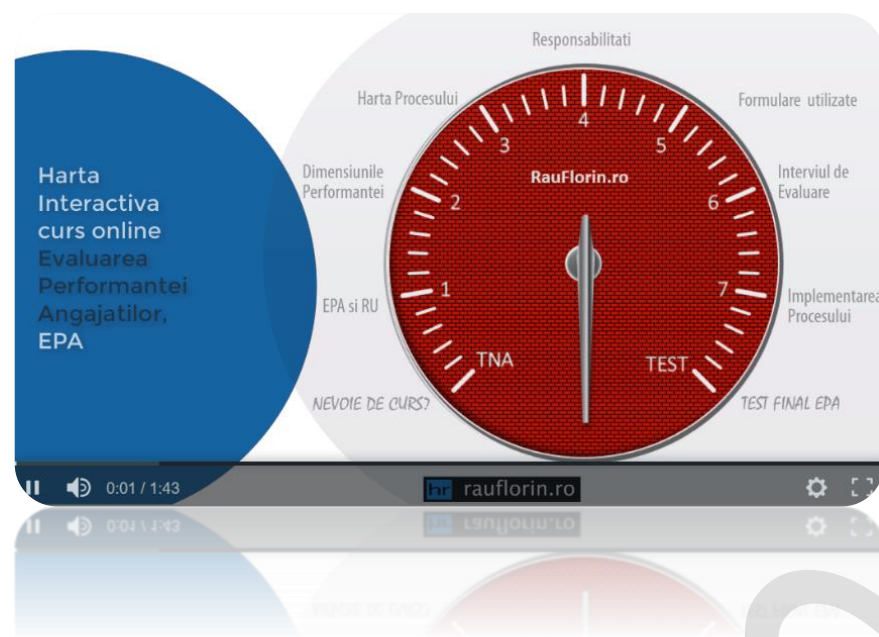 Harta
Interactiva
curs online
Evaluarea
Performantei
Angajatilor,
EPA
Responsabilitati
Harta Procesului
Formulare utilizate
Dimensiunile
Performantei
Interviul de
Evaluare
EPA si RU
Implementarea
Procesului
NEVOIE DE CURS?
TEST FINAL EPA
RauFlorin.ro
TNA
1
2
3
4
5
6
7
TEST
0:01 / 1:43
hr rauflorin.ro